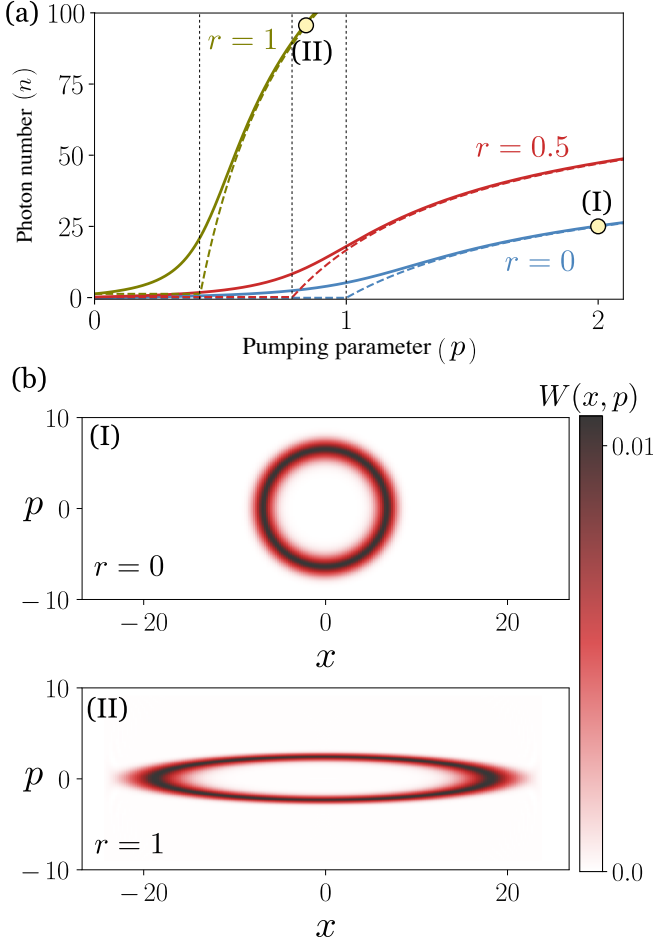 (a)
100
75
50
25
0
Photon number (n)
r = 1
(II)
r = 0.5
(I)
r = 0
0
1
2
Pumping parameter (p)
(b)
W(x, p)
10
0
−10
p
(I)
r = 0
−20
0
20
x
0.01
0.0
10
0
−10
p
(II)
r = 1
−20
0
20
x